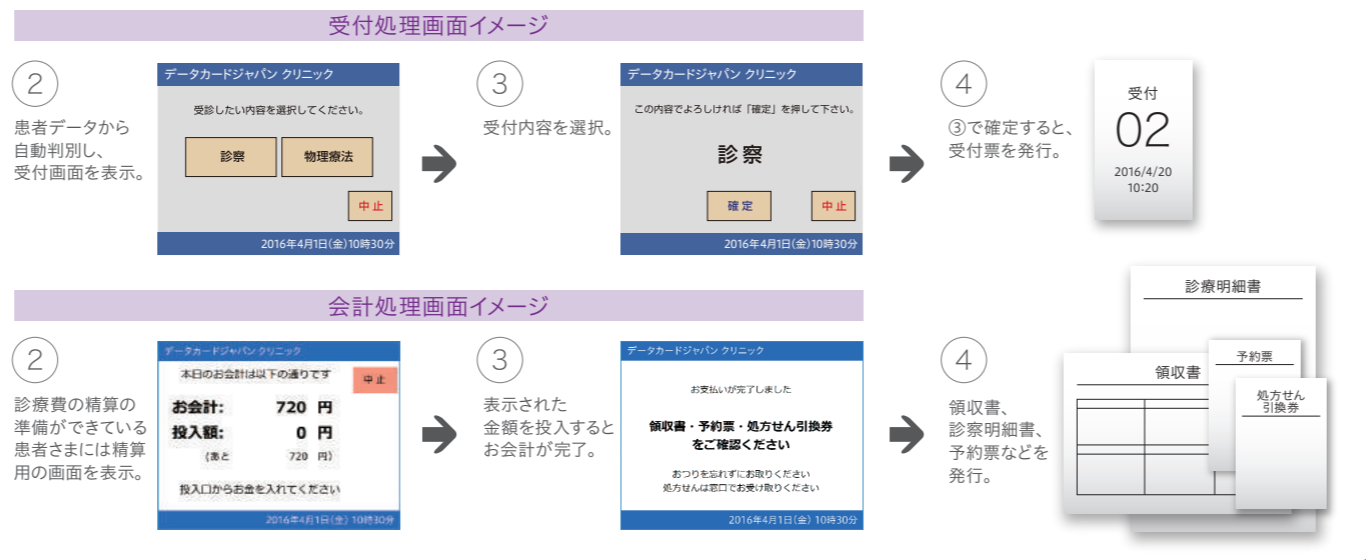 受付処理画面イメージ
②
患者データから
自動判別し、
受付画面を表示。
データカードジャパン クリニック
受診したい内容を選択してください。
診察
物理療法
中止
2016年4月1日(金)10時30分
③
受付内容を選択。
データカードジャパン クリニック
この内容でよろしければ「確定」を押して下さい。
診察
確定
中止
2016年4月1日(金)10時30分
④
③で確定すると、
受付票を発行。
受付
02
2016/4/20
10:20
会計処理画面イメージ
②
診療費の精算の
準備ができている
患者さまには精算
用の画面を表示。
データカードジャパン クリニック
本日のお会計は以下の通りです
中止
お会計: 720 円
投入額: 0 円
(あと 720 円)
投入口からお金を入れてください
2016年4月1日(金) 10時30分
③
表示された
金額を投入すると
お会計が完了。
データカードジャパン クリニック
お支払いが完了しました
領収書・予約票・処方せん引換券
をご確認ください
おつりを忘れずにお取りください
処方せんは窓口でお受け取りください
2016年4月1日(金) 10時30分
④
領収書、
診察明細書、
予約票などを
発行。
診療明細書
領収書
予約票
処方せん
引換券